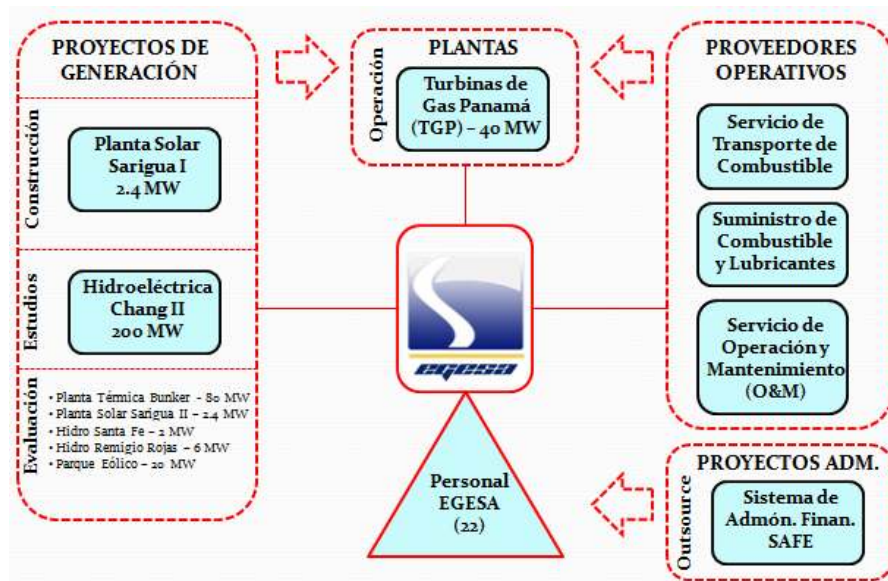 PROYECTOS DE
GENERACIÓN
Construcción
Planta Solar
Sarigua I
2.4 MW
Estudios
Hidroeléctrica
Chang II
200 MW
Evaluación
• Planta Térmica Bunker - 80 MW
• Planta Solar Sarigua II - 2.4 MW
• Hidro Santa Fe – 2 MW
• Hidro Remigio Rojas – 6 MW
• Parque Eólico – 20 MW
PLANTAS
Operación
Turbinas de
Gas Panamá
(TGP) – 40 MW
egesa
Personal
EGESA
(22)
PROVEEDORES
OPERATIVOS
Servicio de
Transporte de
Combustible
Suministro de
Combustible
y Lubricantes
Servicio de
Operación y
Mantenimiento
(O&M)
PROYECTOS ADM.
Outsource
Sistema de
Admón. Finan.
SAFE